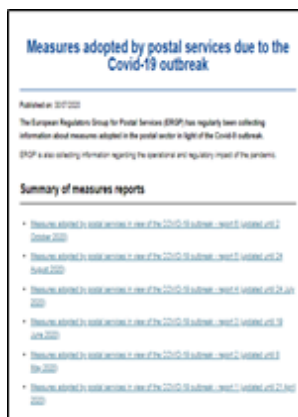 Measures adopted by postal services due to the
Covid-19 outbreak
Published on: 30/07/2020
The European Regulators Group for Postal Services (ERGP) has regularly been collecting
information about measures adopted in the postal sector in light of the Covid-9 outbreak.
ERGP is also collecting information regarding the operational and regulatory impact of the pandemic.
Summary of measures reports
Measures adopted by postal services in view of the COVID-19 outbreak - report 6 (updated until 2
October 2020)
Measures adopted by postal services in view of the COVID-19 outbreak - report 5 (updated until 24
August 2020)
Measures adopted by postal services in view of the COVID-19 outbreak - report 4 (updated until 24 July
2020)
Measures adopted by postal services in view of the COVID-19 outbreak - report 3 (updated until
June 2020)
Measures adopted by postal services in view of the COVID-19 outbreak - report 2 (updated until
May 2020)
Measures adopted by postal services in view of the COVID-19 outbreak - report 1 (updated until 21 April
2020)